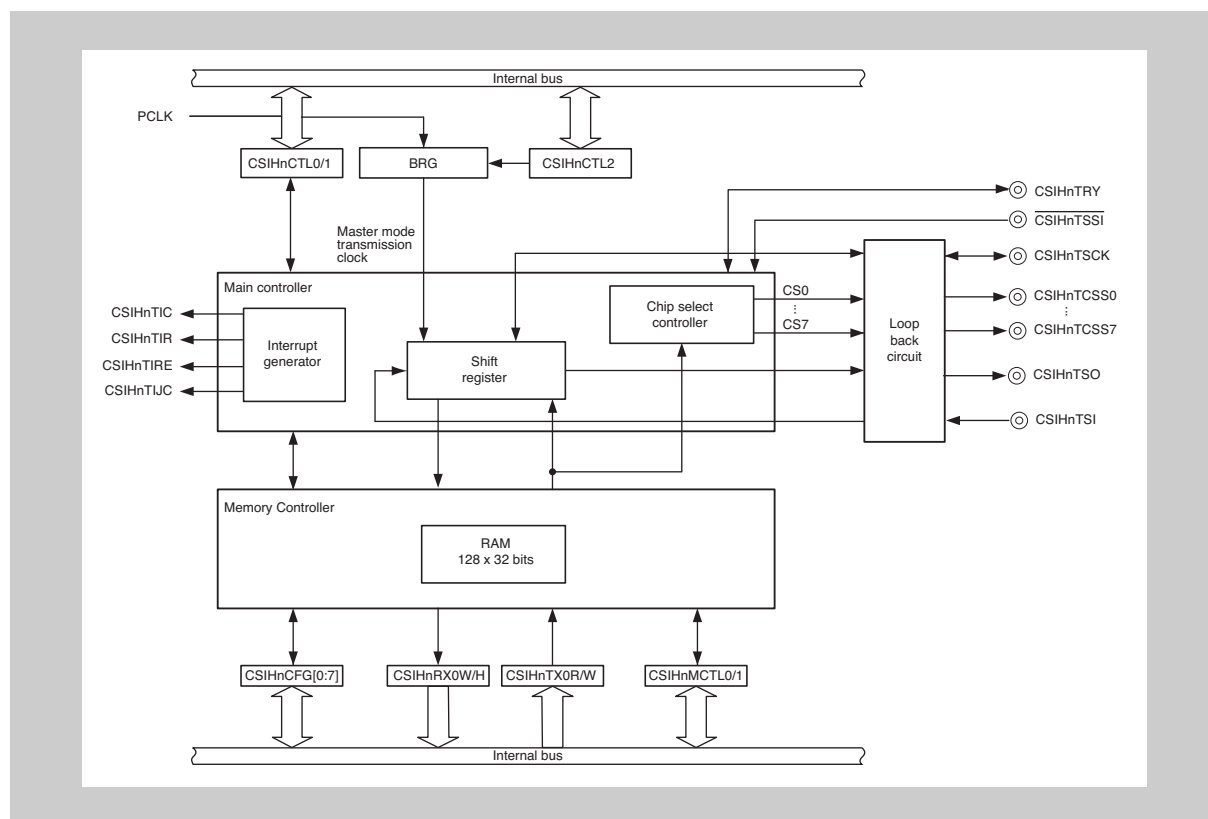 Internal bus
PCLK
CSIHnCTL0/1
BRG
CSIHnCTL2
CSIHnTRY
CSIHnTSSI
Master mode
transmission
clock
CSIHnTSCK
Main controller
CS0
CSIHnTCSS0
Chip select
controller
⋮
⋮
CSIHnTIC
CS7
Loop
back
circuit
CSIHnTCSS7
CSIHnTIR
Interrupt
generator
Shift
register
CSIHnTIRE
CSIHnTSO
CSIHnTIJC
CSIHnTSI
Memory Controller
RAM
128 x 32 bits
CSIHnCFG[0:7]
CSIHnRX0W/H
CSIHnTX0R/W
CSIHnMCTL0/1
Internal bus